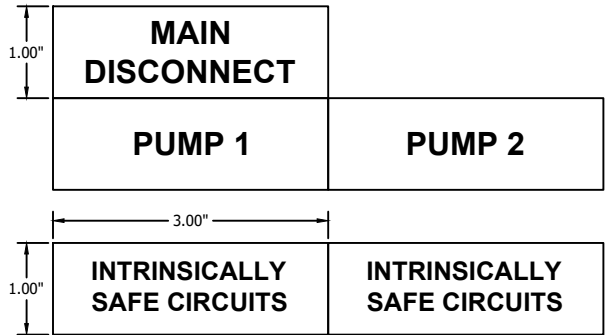 MAIN
DISCONNECT
1.00"
PUMP 1
PUMP 2
3.00"
1.00"
INTRINSICALLY
SAFE CIRCUITS
INTRINSICALLY
SAFE CIRCUITS